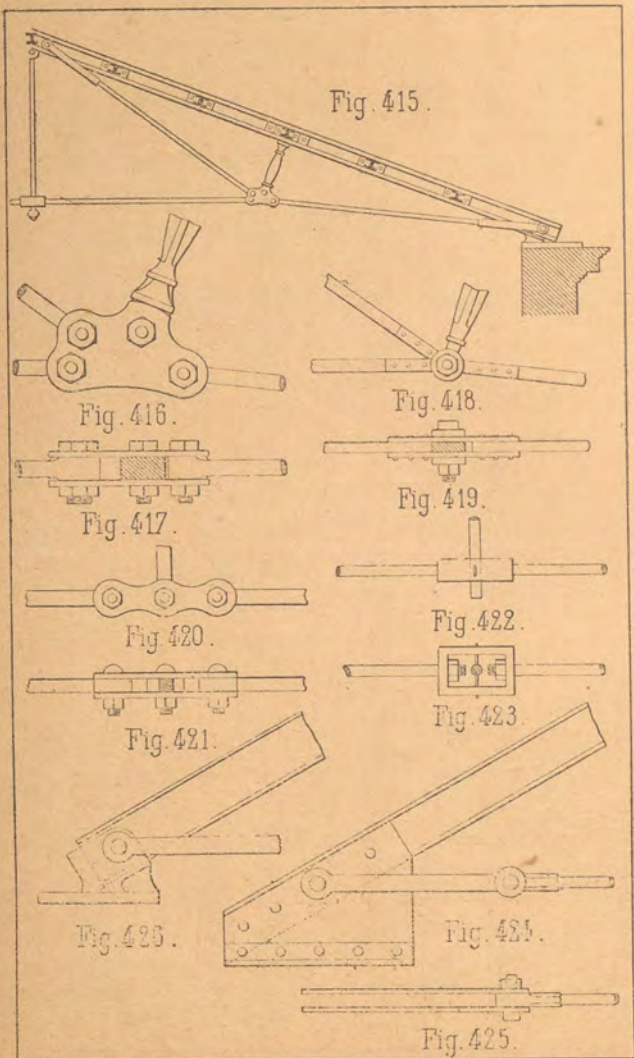 Fig. 415.
Fig. 416.
Fig. 418.
Fig. 417.
Fig. 419.
Fig. 420.
Fig. 422.
Fig. 421.
Fig. 423.
Fig. 426.
Fig. 424.
Fig. 425.